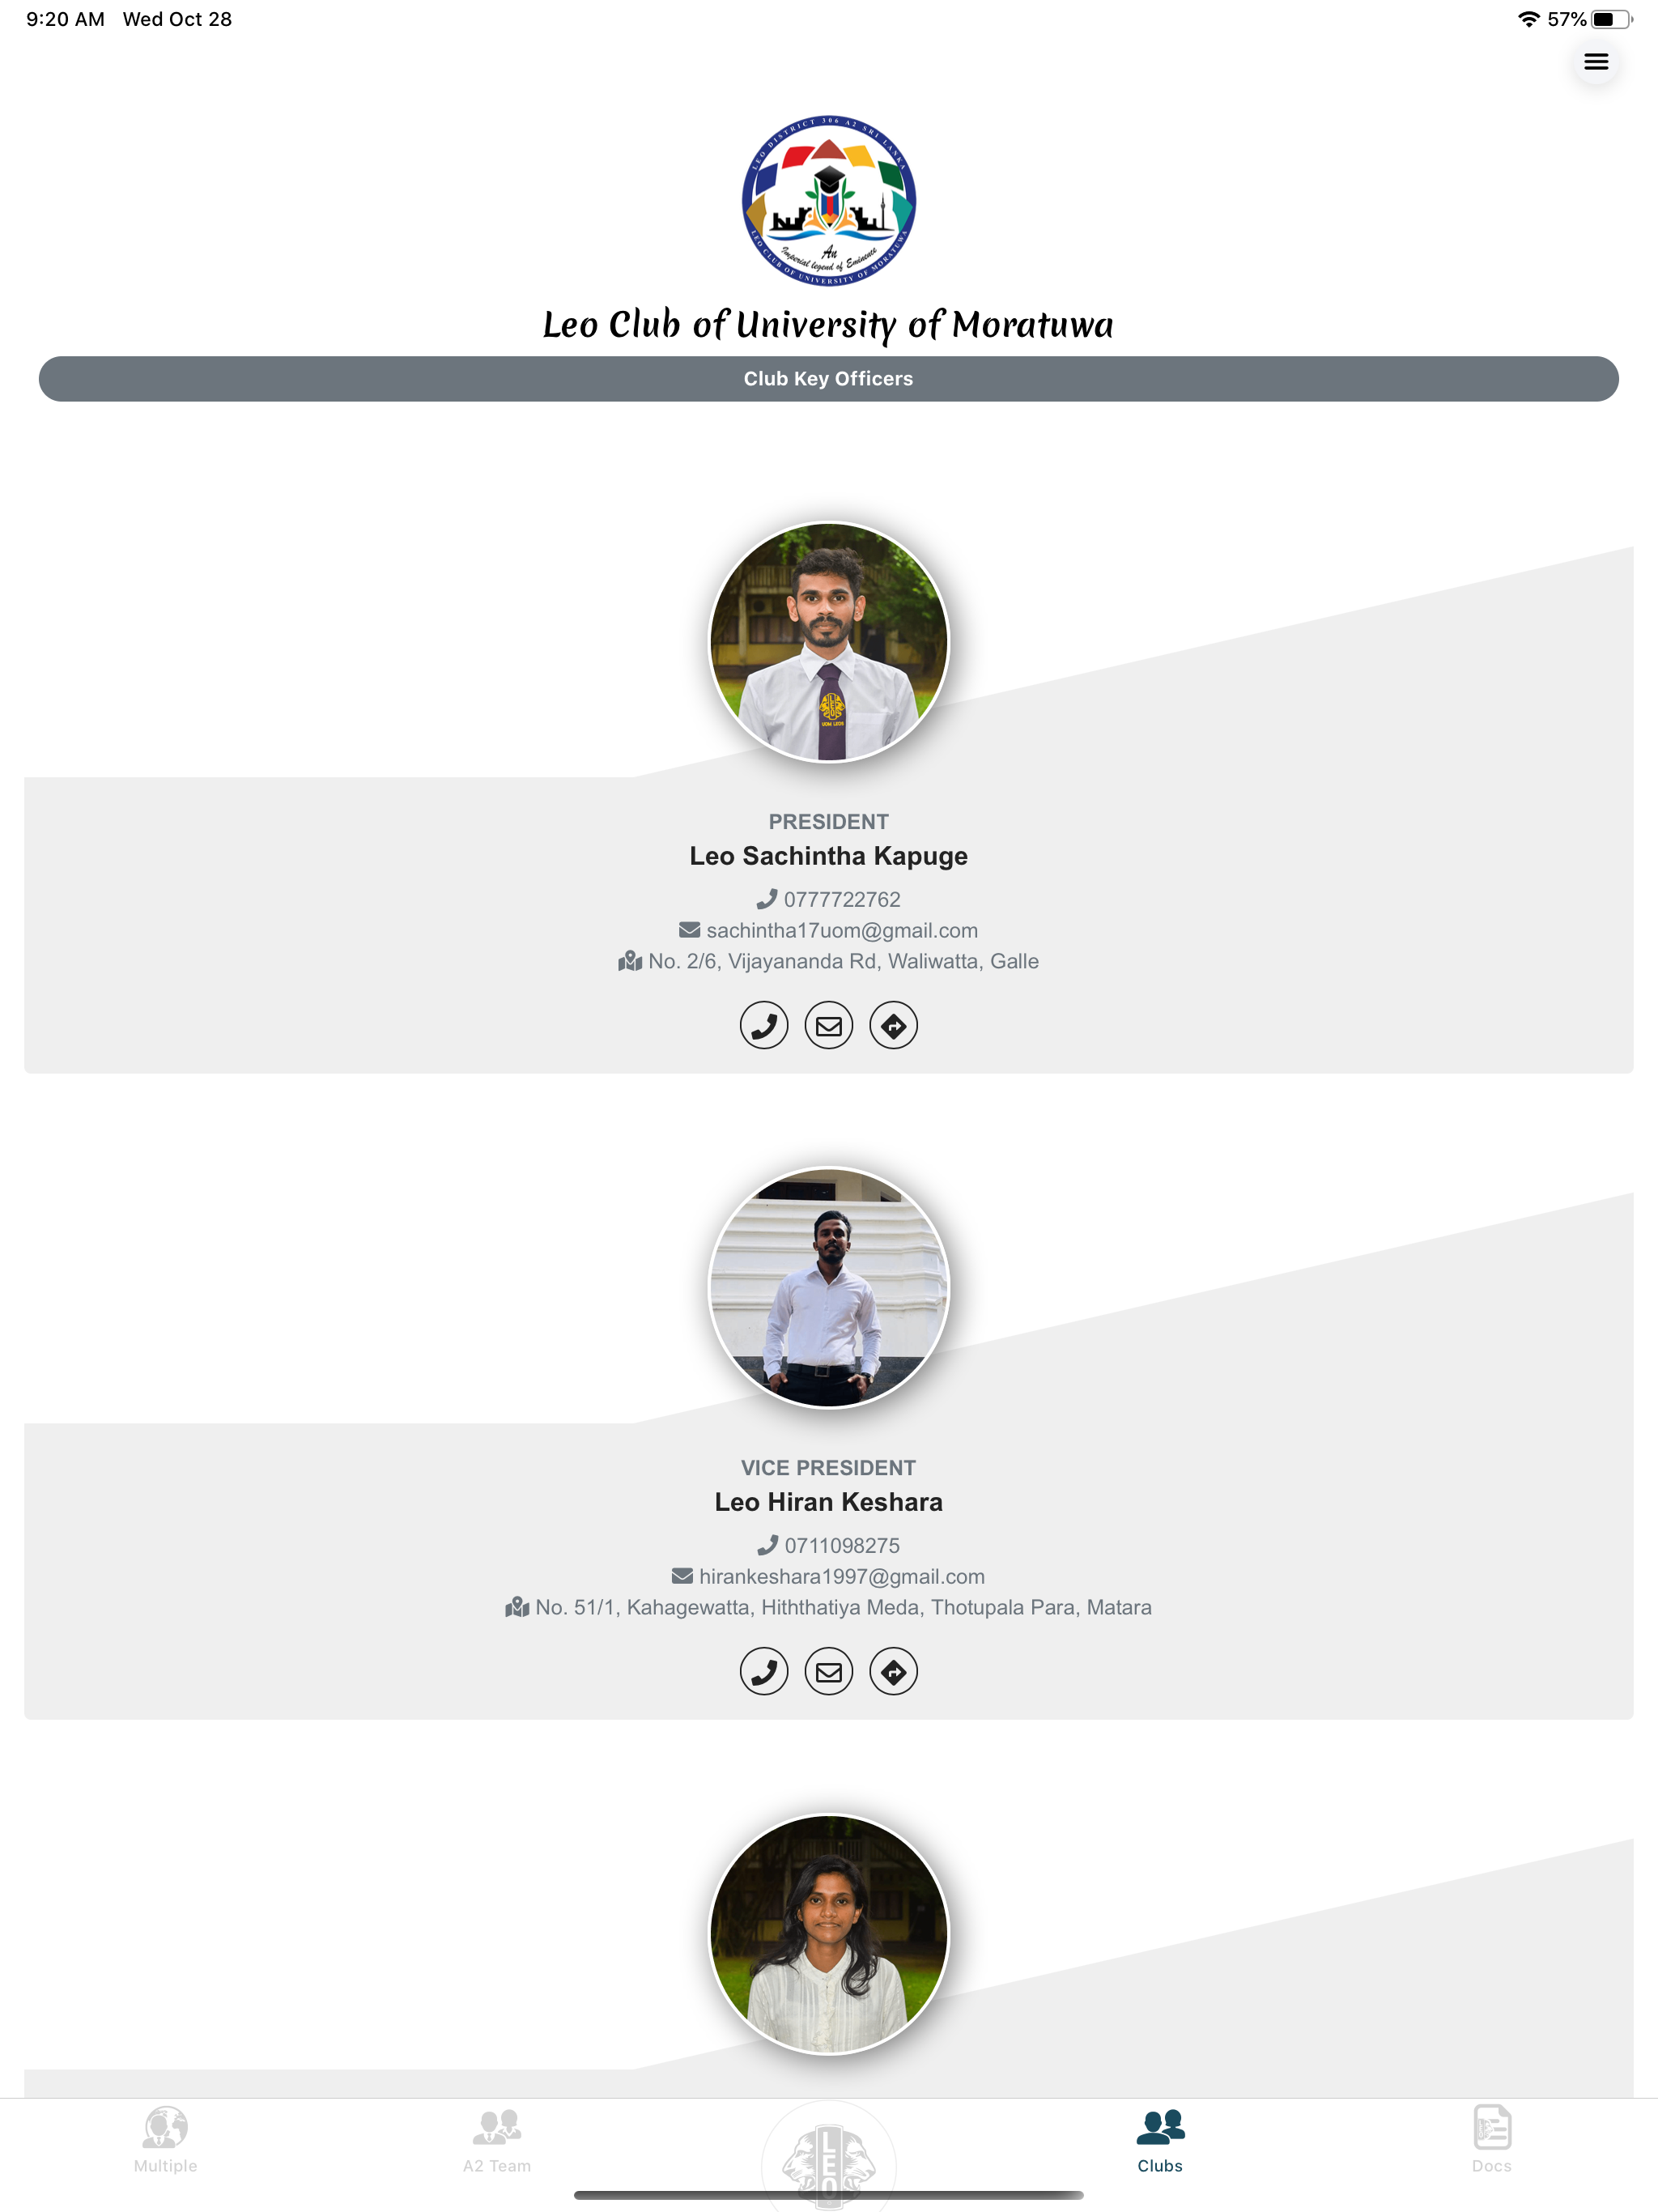 9:20 AM Wed Oct 28
57%
LEO DISTRICT 306 A2 SRI LANKA
An
Imperial legend of Eminence
LEO CLUB OF UNIVERSITY OF MORATUWA
Leo Club of University of Moratuwa
Club Key Officers
UOM LEOS
PRESIDENT
Leo Sachintha Kapuge
0777722762
sachintha17uom@gmail.com
No. 2/6, Vijayananda Rd, Waliwatta, Galle
VICE PRESIDENT
Leo Hiran Keshara
0711098275
hirankeshara1997@gmail.com
No. 51/1, Kahagewatta, Hiththatiya Meda, Thotupala Para, Matara
LEO
Multiple
A2 Team
Clubs
Docs